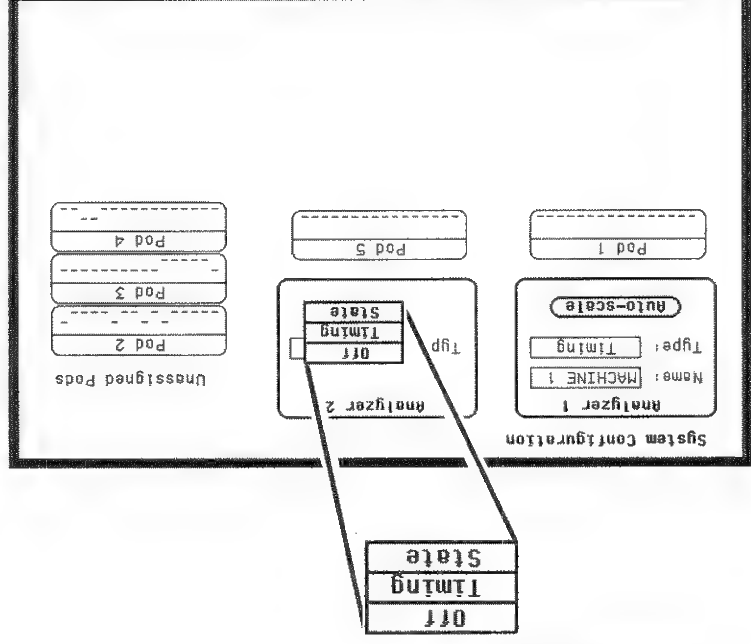 Off
Timing
State
System Configuration
Analyzer 1
Name: MACHINE 1
Type: Timing
Auto-scale
Pod 1
Analyzer 2
Typ
Off
Timing
State
Pod 5
Unassigned Pods
Pod 2
Pod 3
Pod 4